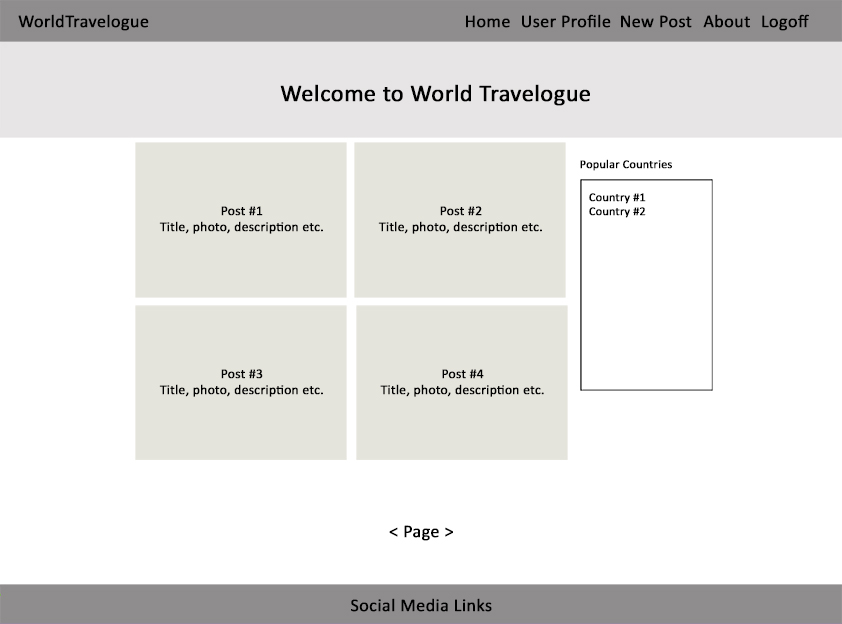 WorldTravelogue
Home User Profile New Post About Logoff
Welcome to World Travelogue
Post #1
Title, photo, description etc.
Post #2
Title, photo, description etc.
Popular Countries
Country #1
Country #2
Post #3
Title, photo, description etc.
Post #4
Title, photo, description etc.
< Page >
Social Media Links